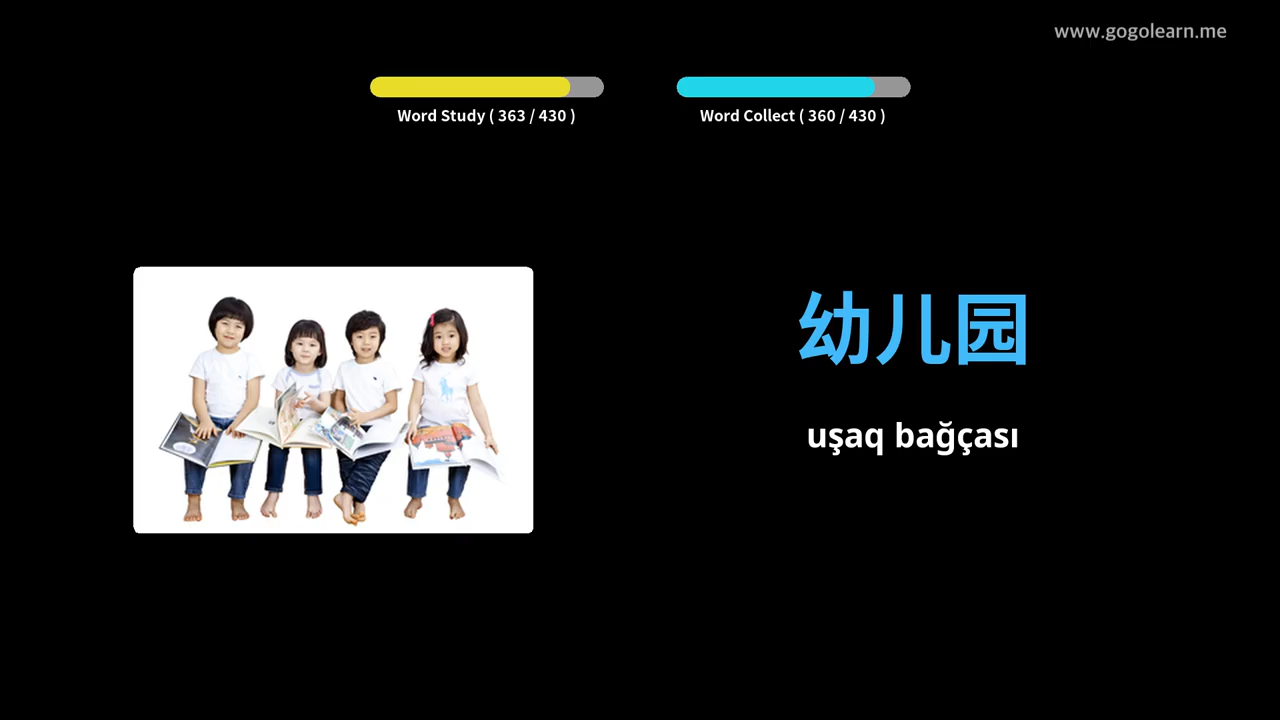 www.gogolearn.me
Word Study ( 363 / 430 )
Word Collect ( 360 / 430 )
幼儿园
uşaq bağçası